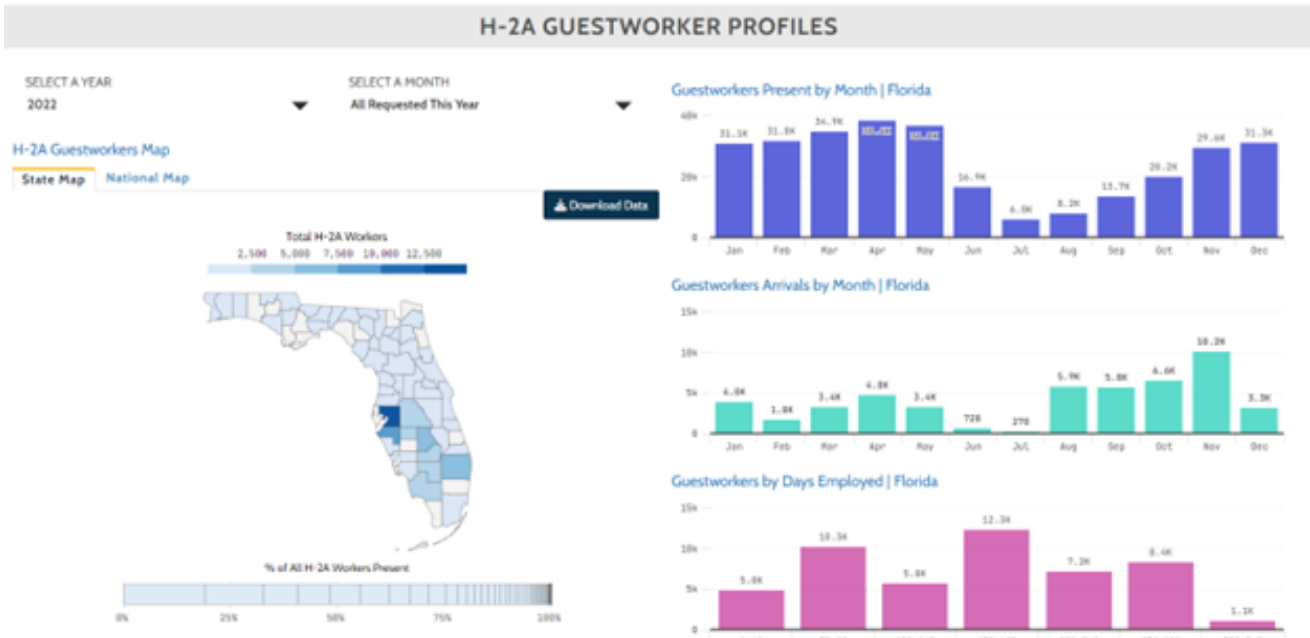 H-2A GUESTWORKER PROFILES
SELECT A YEAR
2022
SELECT A MONTH
All Requested This Year
H-2A Guestworkers Map
State Map
National Map
Download Data
Total H-2A Workers
2,500 5,000 7,500 10,000 12,500
% of All H-2A Workers Present
0% 25% 50% 75% 100%
Guestworkers Present by Month | Florida
40k
20k
0
31.1K 31.8K 34.9K 16.9K 6.0K 8.2K 13.7K 20.2K 29.6K 31.3K
Jan Feb Mar Apr May Jun Jul Aug Sep Oct Nov Dec
Guestworkers Arrivals by Month | Florida
15k
10k
5k
0
4.0K 1.8K 3.4K 4.8K 3.4K 720 270 5.9K 5.8K 6.6K 10.2K 3.3K
Jan Feb Mar Apr May Jun Jul Aug Sep Oct Nov Dec
Guestworkers by Days Employed | Florida
15k
10k
5k
0
5.0K 10.3K 5.8K 12.3K 7.2K 8.4K 1.1K